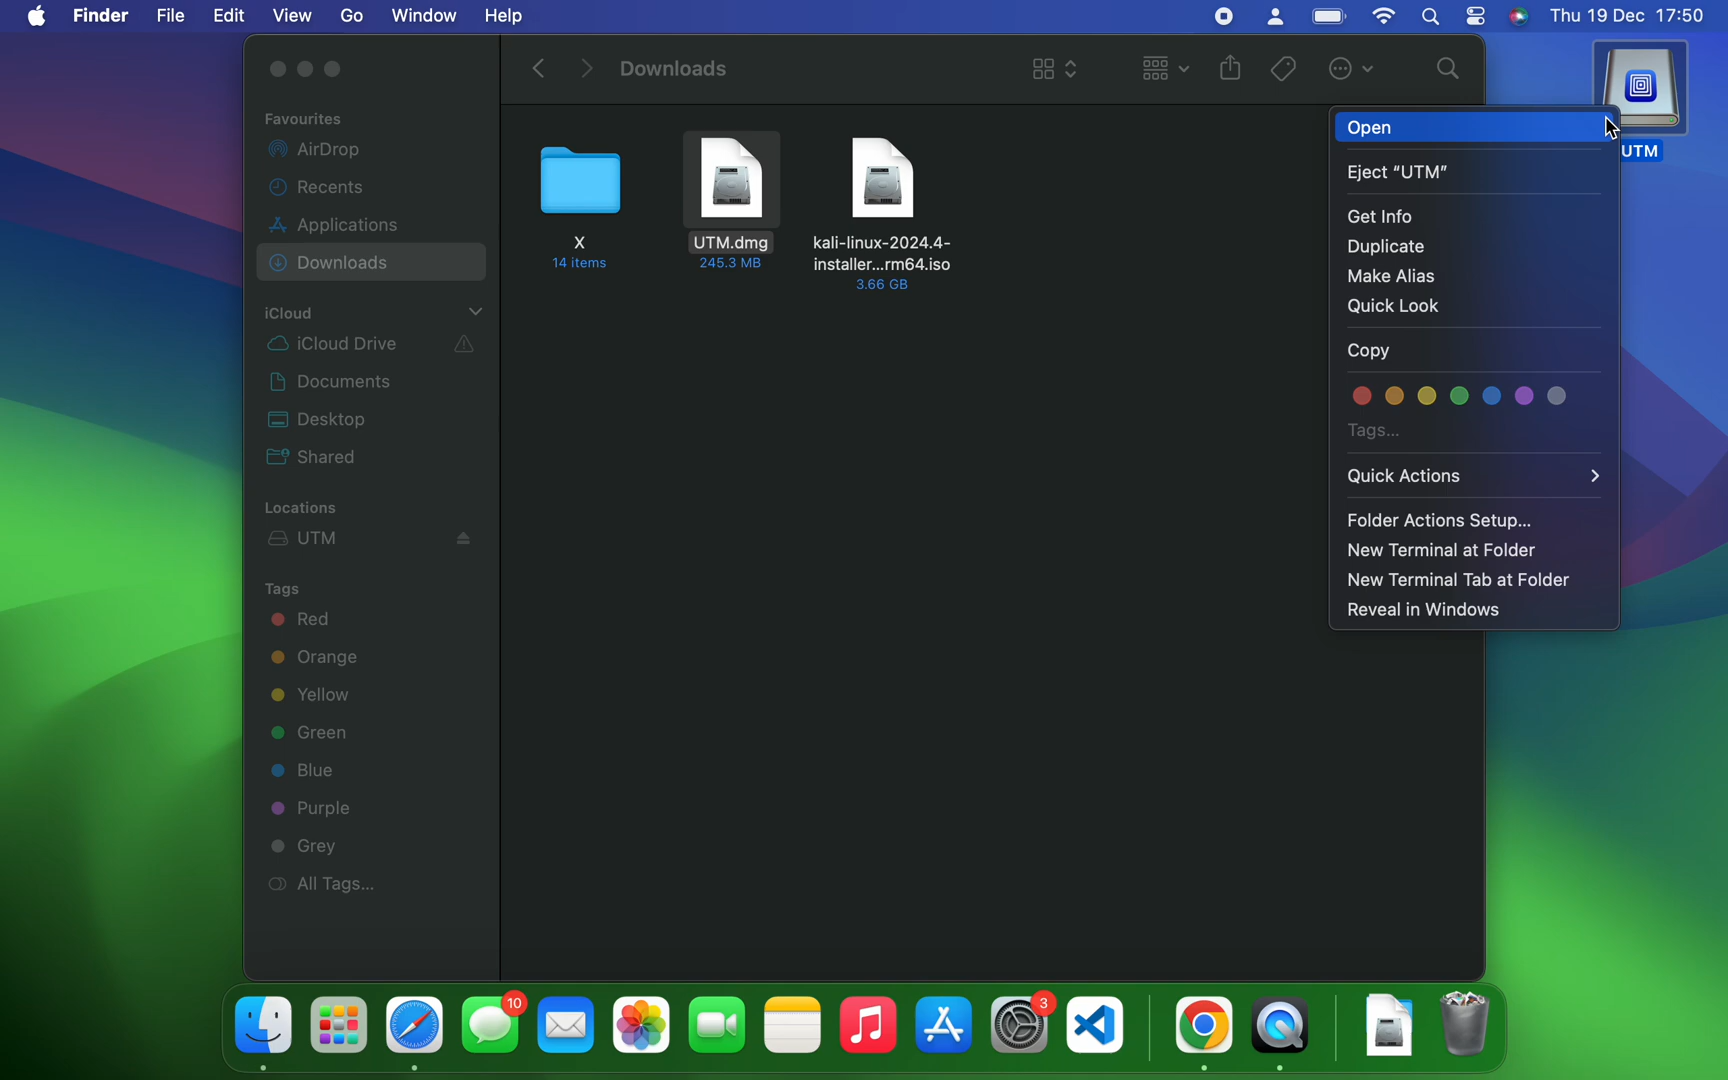 Finder File Edit View Go Window Help Thu 19 Dec 17:50
Downloads
Favourites
AirDrop
Recents
Applications
Downloads
iCloud
iCloud Drive
Documents
Desktop
Shared
Locations
UTM
Tags
Red
Orange
Yellow
Green
Blue
Purple
Grey
All Tags...
X
14 items
UTM.dmg
245.3 MB
kali-linux-2024.4-
installer...rm64.iso
3.66 GB
UTM
Open
Eject “UTM”
Get Info
Duplicate
Make Alias
Quick Look
Copy
Tags...
Quick Actions
Folder Actions Setup...
New Terminal at Folder
New Terminal Tab at Folder
Reveal in Windows
10
3